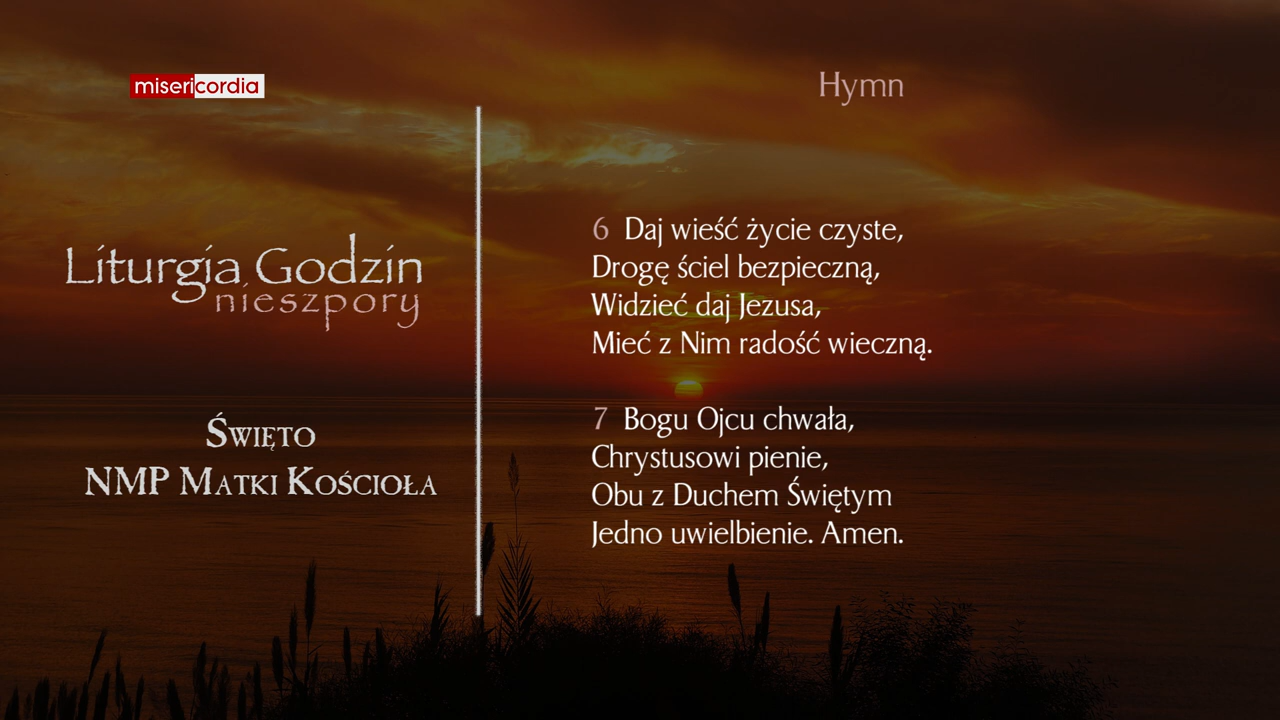 misericordia
Liturgia Godzin
nieszpory
Święto
NMP Matki Kościoła
Hymn
6 Daj wieść życie czyste,
Drogę ściel bezpieczną,
Widzieć daj Jezusa,
Mieć z Nim radość wieczną.
7 Bogu Ojcu chwała,
Chrystusowi pienie,
Obu z Duchem Świętym
Jedno uwielbienie. Amen.